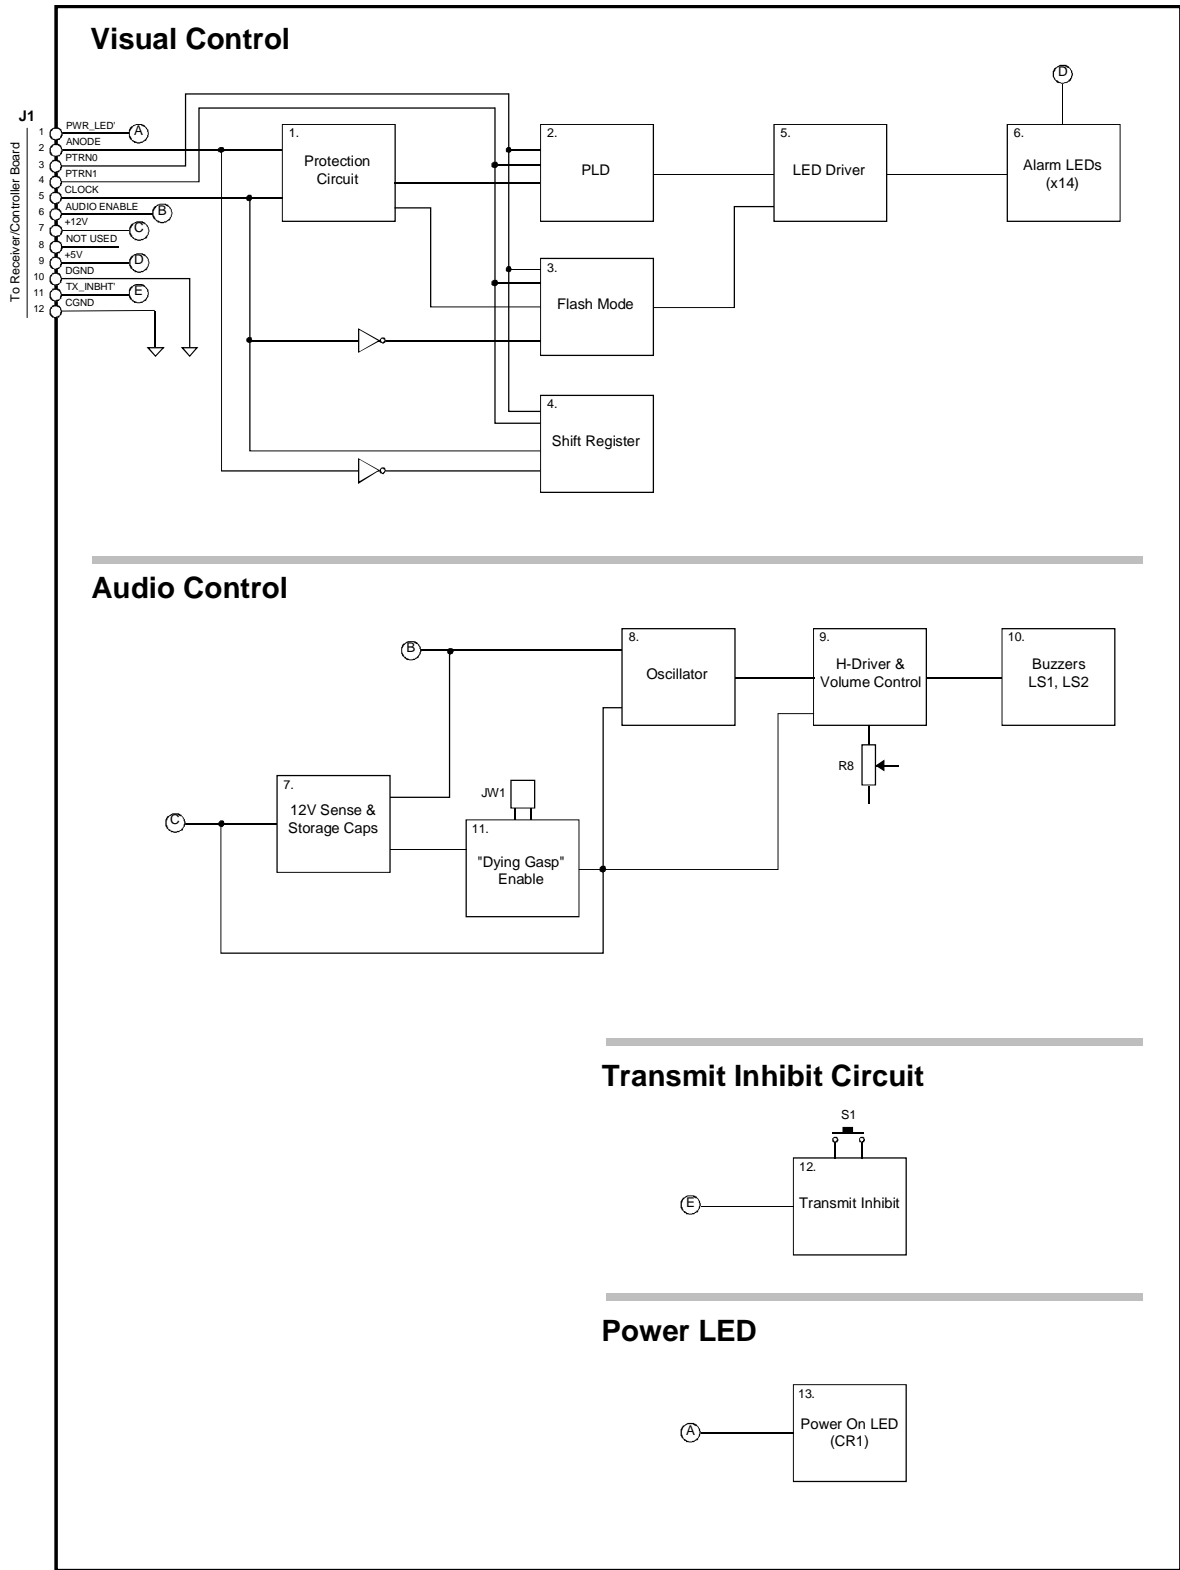 Visual Control
D
J1
To Receiver/Controller Board
1 PWR_LED' A
2 ANODE
3 PTRN0
4 PTRN1
5 CLOCK
6 AUDIO ENABLE B
7 +12V C
8 NOT USED
9 +5V D
10 DGND
11 TX_INBHT' E
12 CGND
1.
Protection
Circuit
2.
PLD
5.
LED Driver
6.
Alarm LEDs
(x14)
3.
Flash Mode
4.
Shift Register
Audio Control
B
8.
Oscillator
9.
H-Driver &
Volume Control
10.
Buzzers
LS1, LS2
R8
C
7.
12V Sense &
Storage Caps
JW1
11.
"Dying Gasp"
Enable
Transmit Inhibit Circuit
S1
E
12.
Transmit Inhibit
Power LED
A
13.
Power On LED
(CR1)